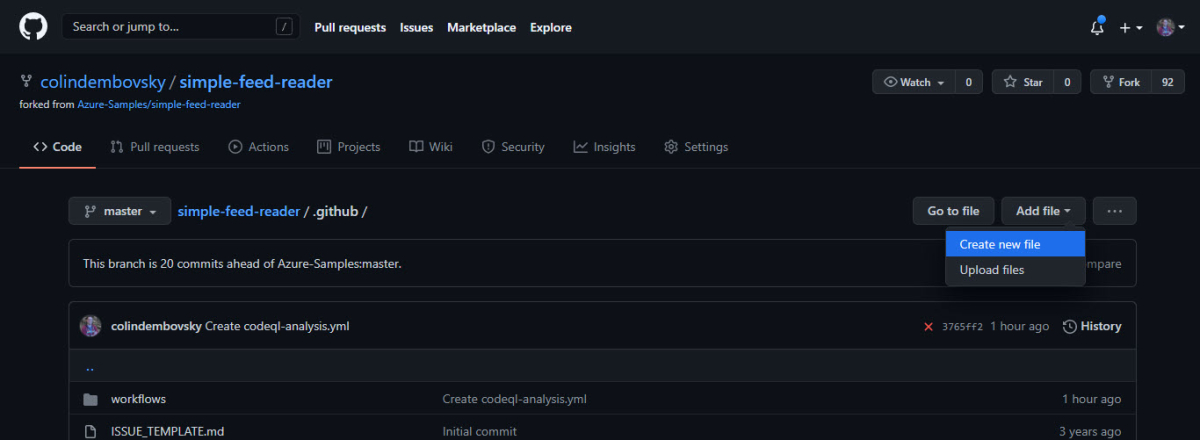 Search or jump to... /
Pull requests Issues Marketplace Explore
colindembovsky / simple-feed-reader
Watch 0 Star 0 Fork 92
forked from Azure-Samples/simple-feed-reader
Code Pull requests Actions Projects Wiki Security Insights Settings
master simple-feed-reader / .github / Go to file Add file ...
Create new file
This branch is 20 commits ahead of Azure-Samples:master. mpare
Upload files
colindembovsky Create codeql-analysis.yml 3765ff2 1 hour ago History
..
workflows Create codeql-analysis.yml 1 hour ago
ISSUE_TEMPLATE.md Initial commit 3 years ago